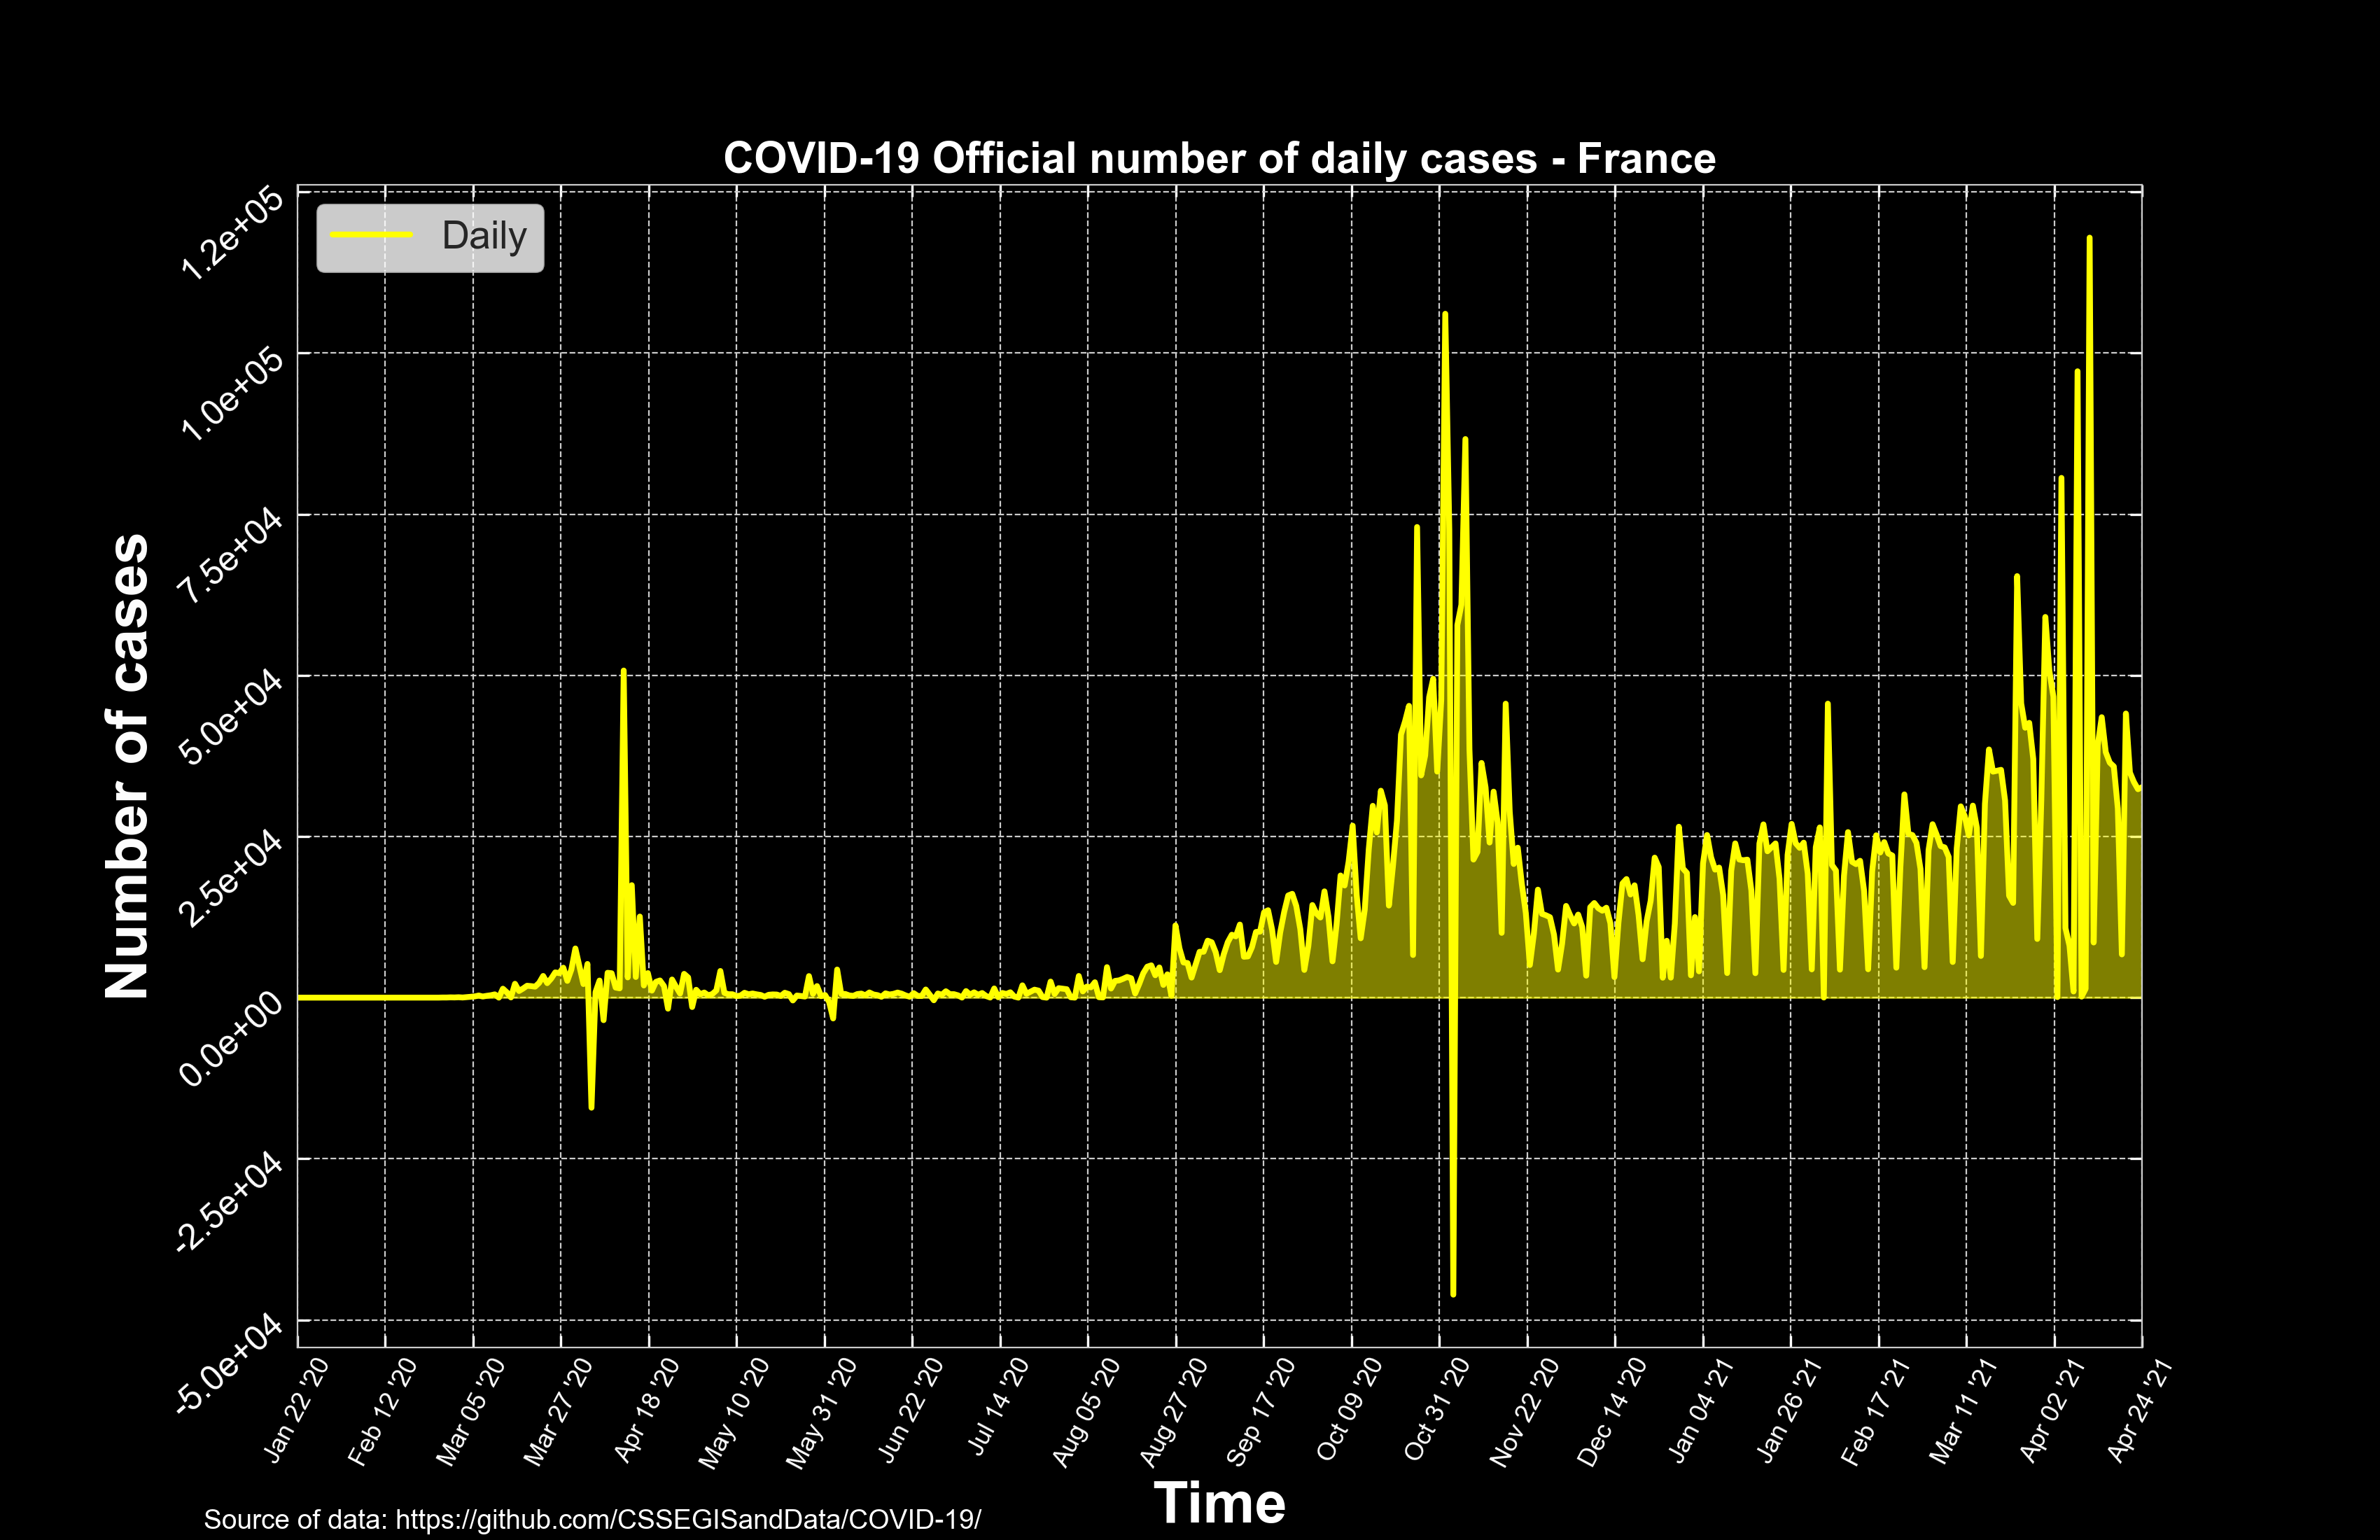 COVID-19 Official number of daily cases - France
Daily
Number of cases
1.2e+05
1.0e+05
7.5e+04
5.0e+04
2.5e+04
0.0e+00
-2.5e+04
-5.0e+04
Jan 22 '20
Feb 12 '20
Mar 05 '20
Mar 27 '20
Apr 18 '20
May 10 '20
May 31 '20
Jun 22 '20
Jul 14 '20
Aug 05 '20
Aug 27 '20
Sep 17 '20
Oct 09 '20
Oct 31 '20
Nov 22 '20
Dec 14 '20
Jan 04 '21
Jan 26 '21
Feb 17 '21
Mar 11 '21
Apr 02 '21
Apr 24 '21
Time
Source of data: https://github.com/CSSEGISandData/COVID-19/